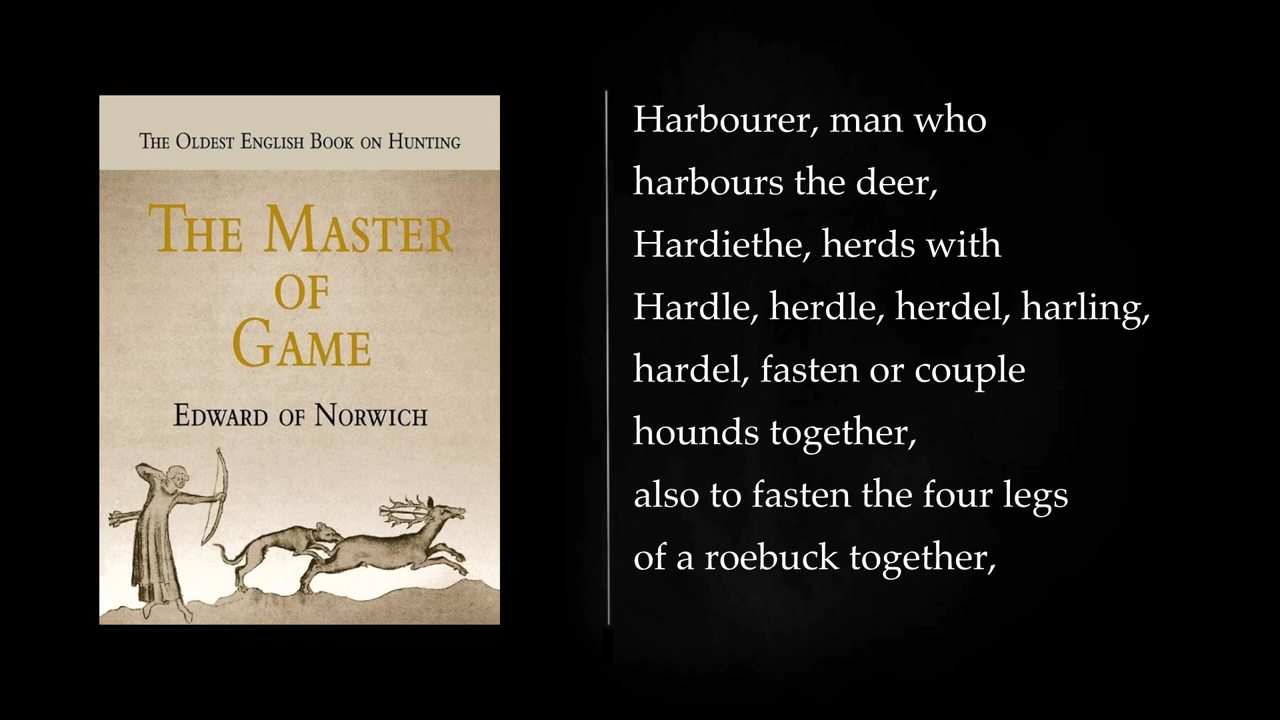 The Oldest English Book on Hunting
The Master
of
Game
Edward of Norwich
Harbourer, man who
harbours the deer,
Hardiethe, herds with
Hardle, herdle, herdel, harling,
hardel, fasten or couple
hounds together,
also to fasten the four legs
of a roebuck together,